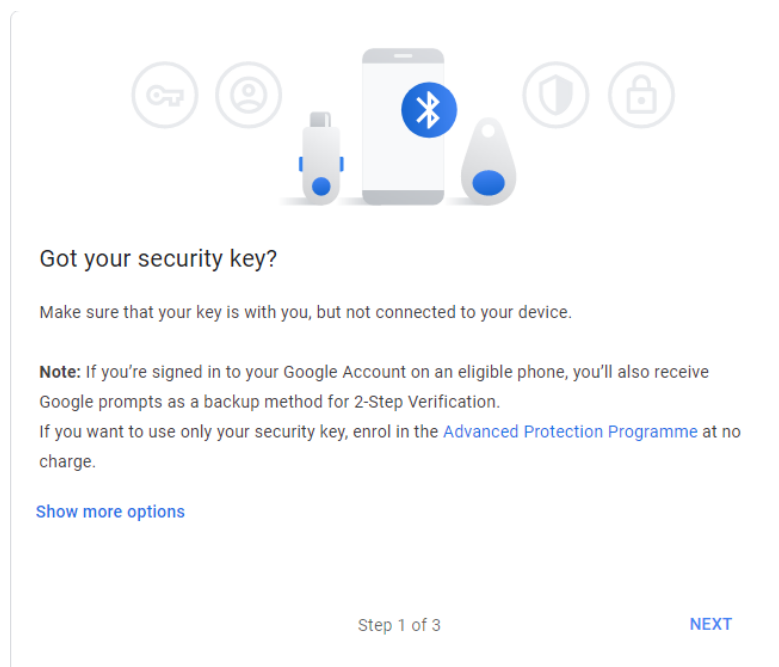 Got your security key?
Make sure that your key is with you, but not connected to your device.
Note: If you're signed in to your Google Account on an eligible phone, you'll also receive
Google prompts as a backup method for 2-Step Verification.
If you want to use only your security key, enrol in the Advanced Protection Programme at no
charge.
Show more options
Step 1 of 3
NEXT